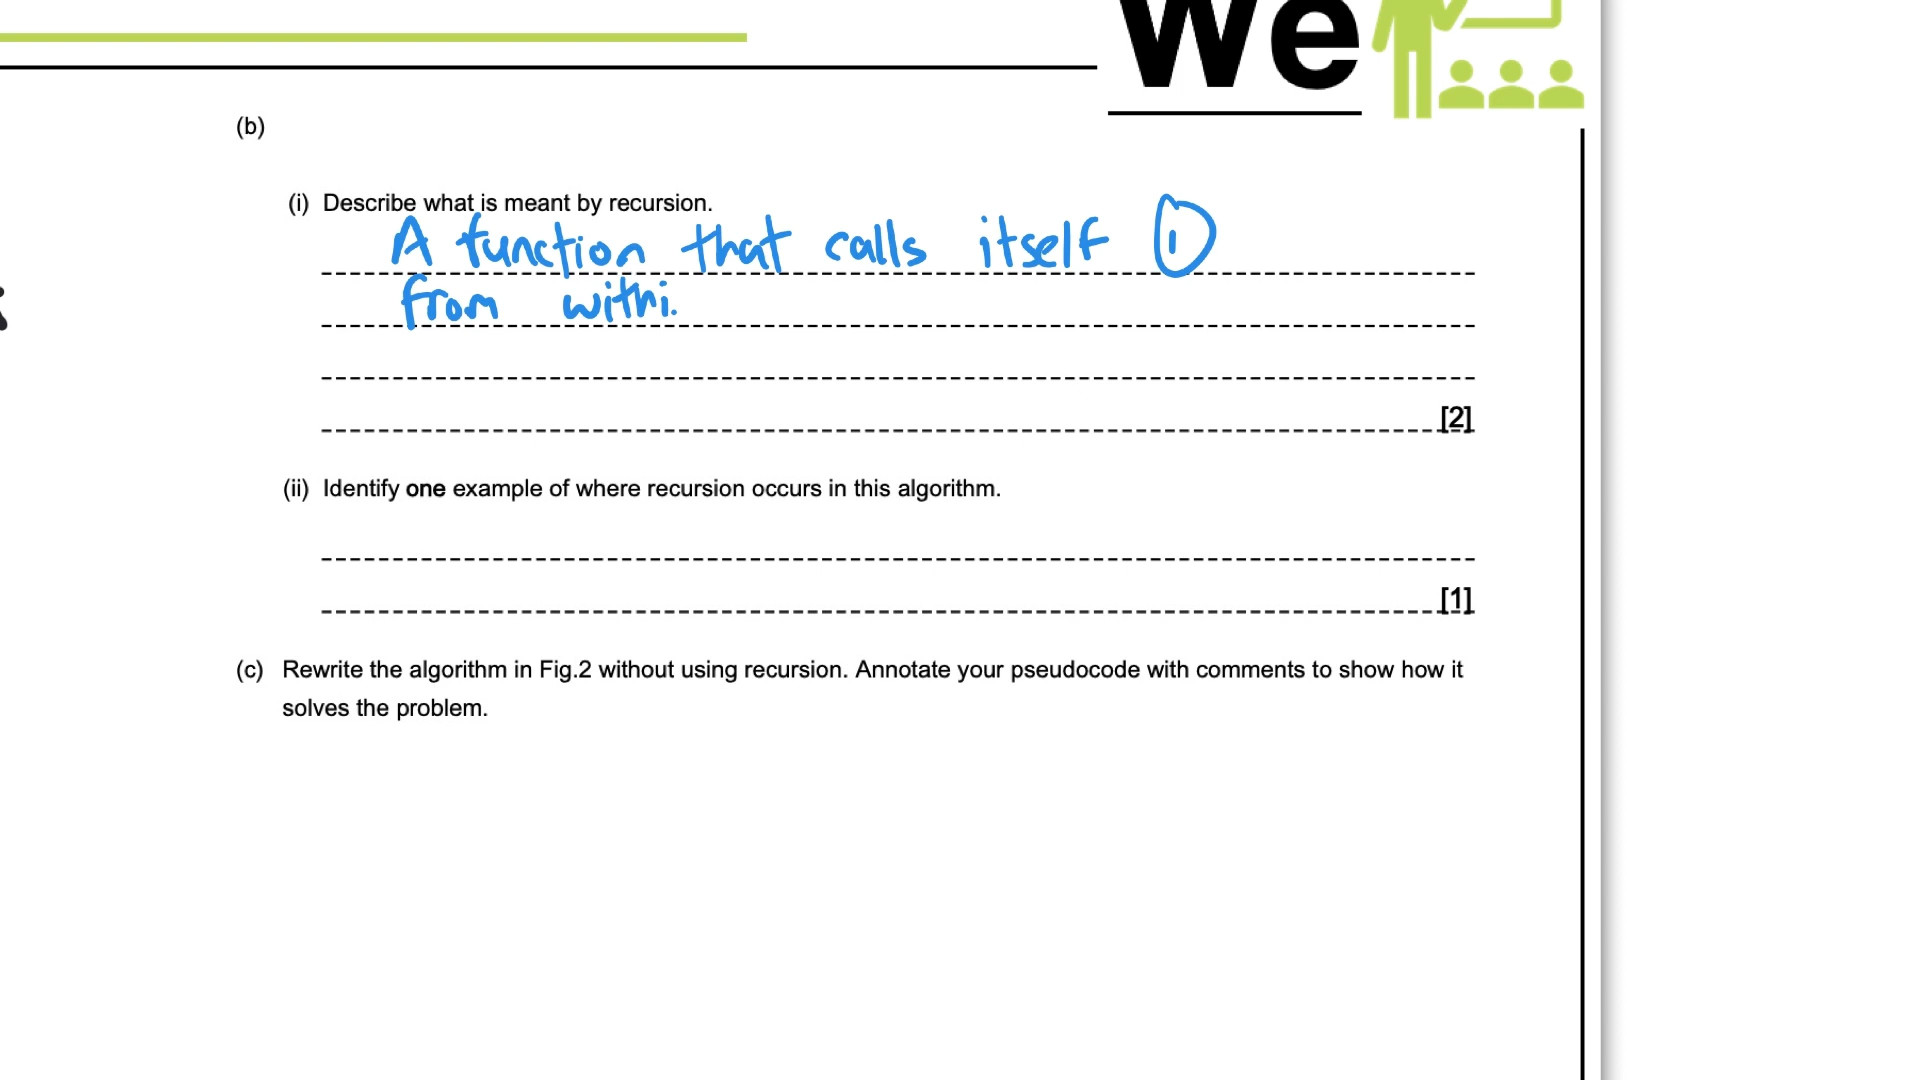 We
(b)
(i) Describe what is meant by recursion.
A function that calls itself ①
from withi.
[2]
(ii) Identify one example of where recursion occurs in this algorithm.
[1]
(c) Rewrite the algorithm in Fig.2 without using recursion. Annotate your pseudocode with comments to show how it
solves the problem.